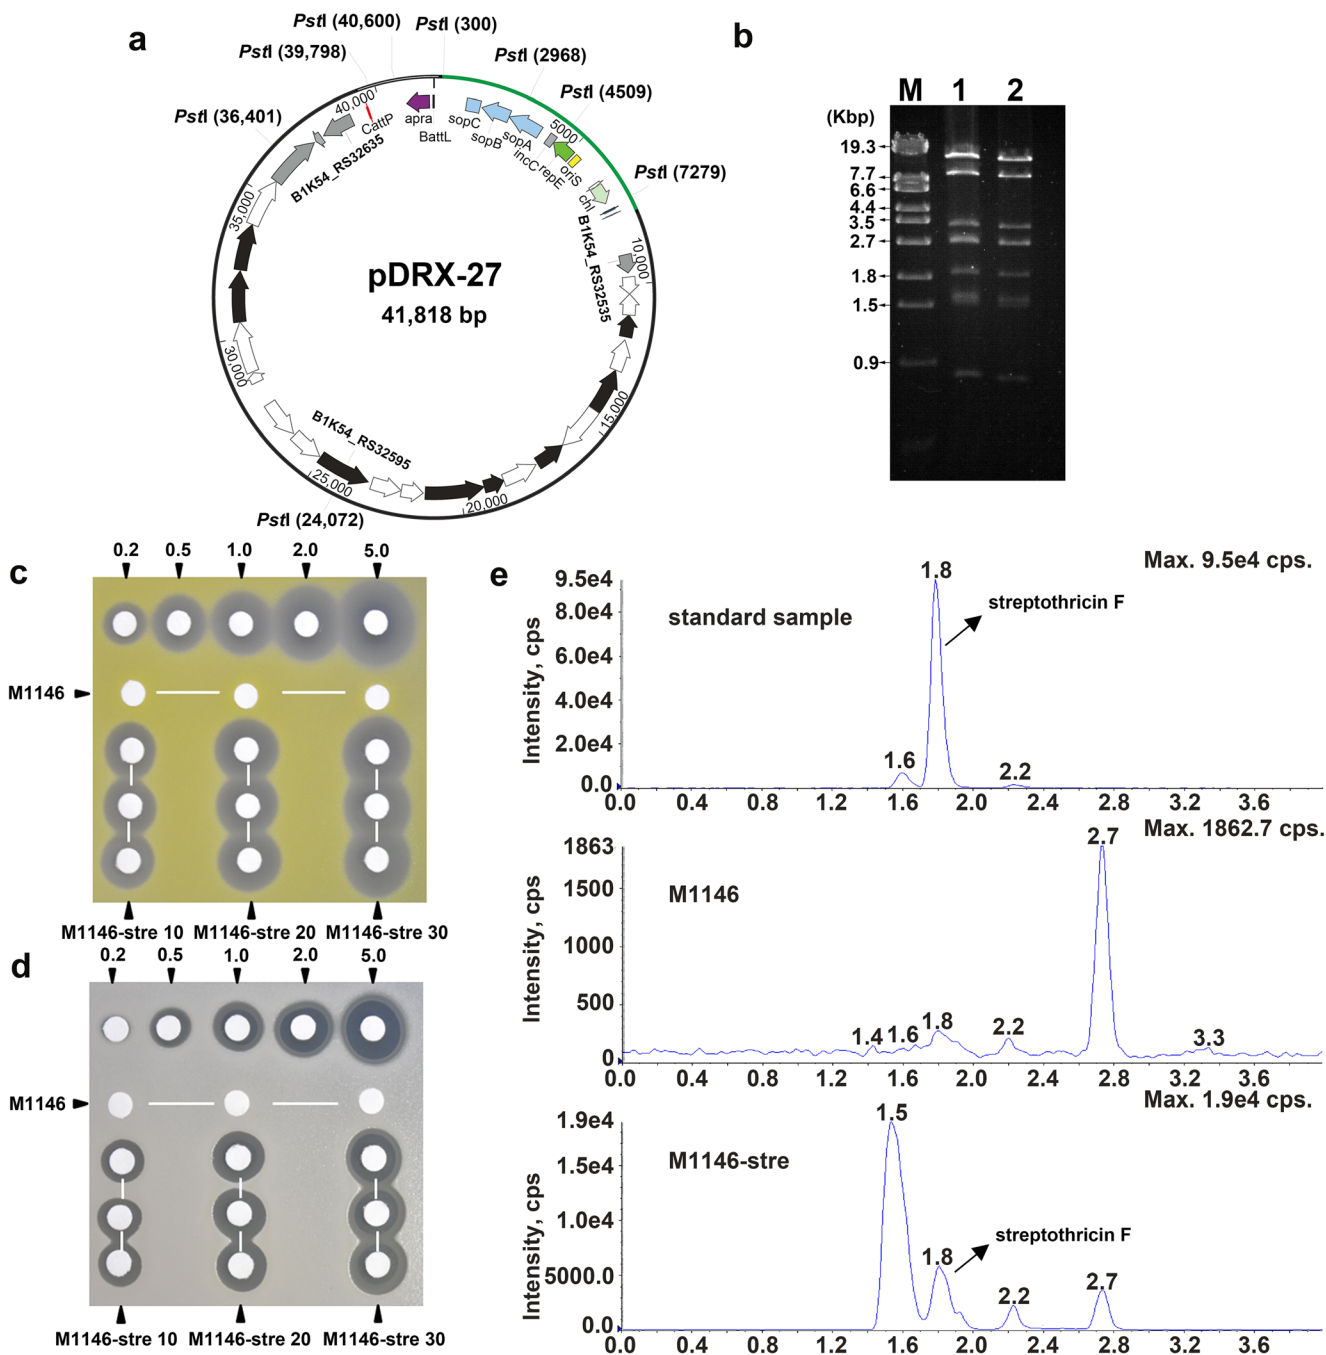 a
PstI (40,600)
PstI (300)
PstI (39,798)
PstI (2968)
PstI (4509)
PstI (36,401)
PstI (7279)
PstI (24,072)
40,000
5000
10,000
15,000
20,000
25,000
30,000
35,000
CattP
apra
BattL
sopC
sopB
sopA
incC
repE
oriS
chl
B1K54_RS32635
B1K54_RS32535
B1K54_RS32595
pDRX-27
41,818 bp
b
M 1 2
(Kbp)
19.3
7.7
6.6
4.4
3.5
2.7
1.8
1.5
0.9
c
0.2 0.5 1.0 2.0 5.0
M1146
M1146-stre 10 M1146-stre 20 M1146-stre 30
d
0.2 0.5 1.0 2.0 5.0
M1146
M1146-stre 10 M1146-stre 20 M1146-stre 30
e
Max. 9.5e4 cps.
standard sample
streptothricin F
Intensity, cps
9.5e4
8.0e4
6.0e4
4.0e4
2.0e4
0.0
1.6
1.8
2.2
0.0 0.4 0.8 1.2 1.6 2.0 2.4 2.8 3.2 3.6
Max. 1862.7 cps.
M1146
Intensity, cps
1863
1500
1000
500
0
1.4 1.6 1.8 2.2 2.7 3.3
0.0 0.4 0.8 1.2 1.6 2.0 2.4 2.8 3.2 3.6
Max. 1.9e4 cps.
M1146-stre
streptothricin F
Intensity, cps
1.9e4
1.5e4
1.0e4
5000.0
0.0
1.5 1.8 2.2 2.7
0.0 0.4 0.8 1.2 1.6 2.0 2.4 2.8 3.2 3.6